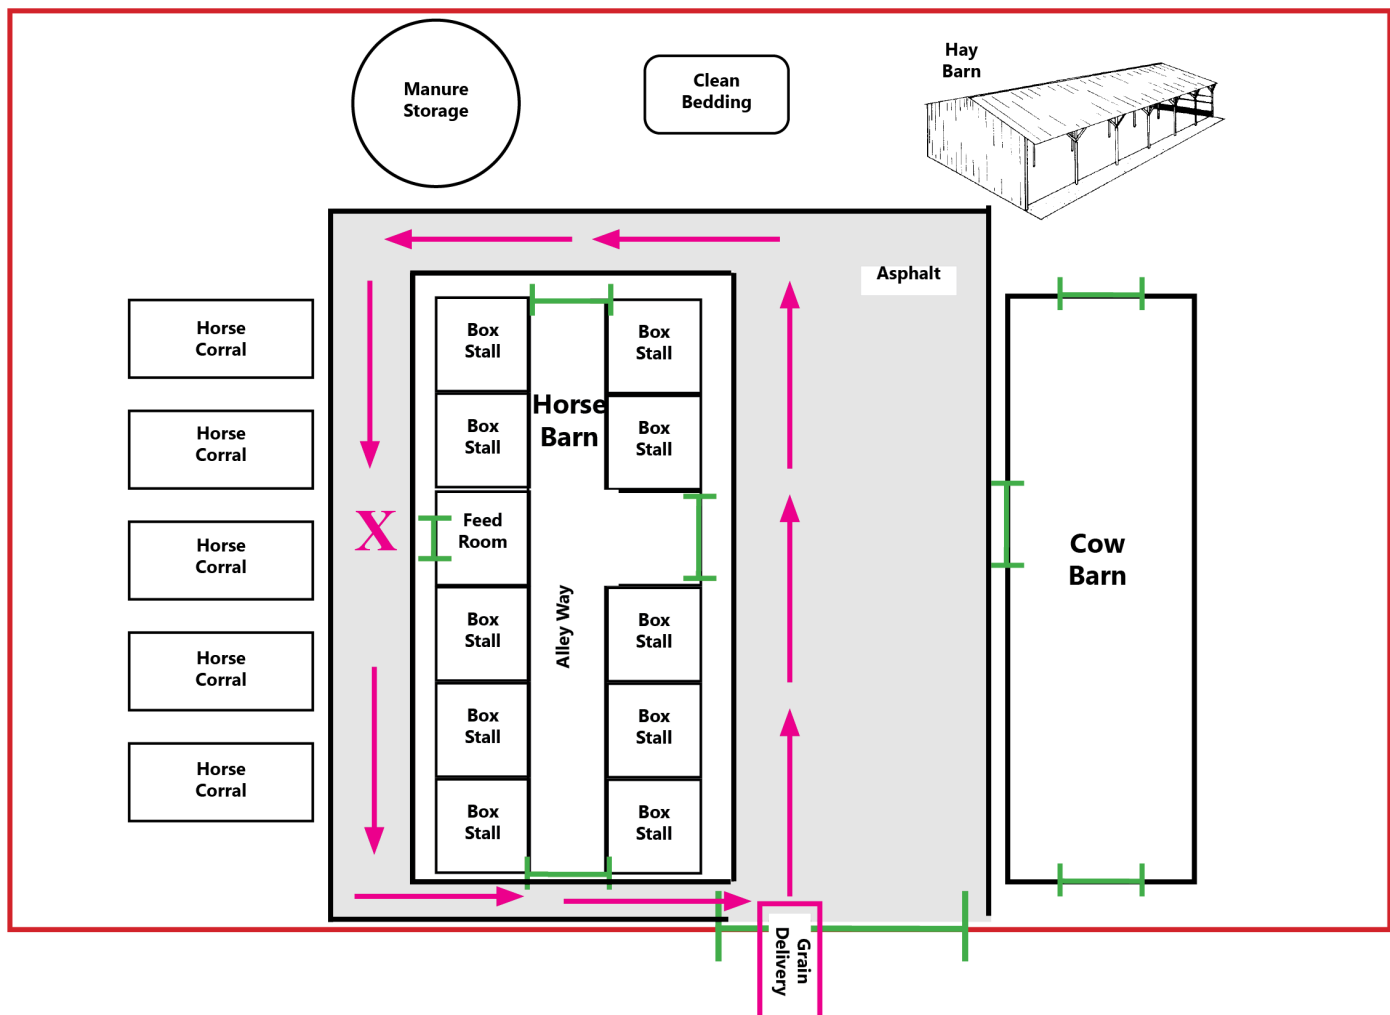 Manure
Storage
Clean
Bedding
Hay
Barn
Asphalt
Horse
Corral
Horse
Corral
Horse
Corral
Horse
Corral
Horse
Corral
X
Box
Stall
Box
Stall
Feed
Room
Box
Stall
Box
Stall
Box
Stall
Horse
Barn
Alley Way
Box
Stall
Box
Stall
Box
Stall
Box
Stall
Box
Stall
Cow
Barn
Grain
Delivery